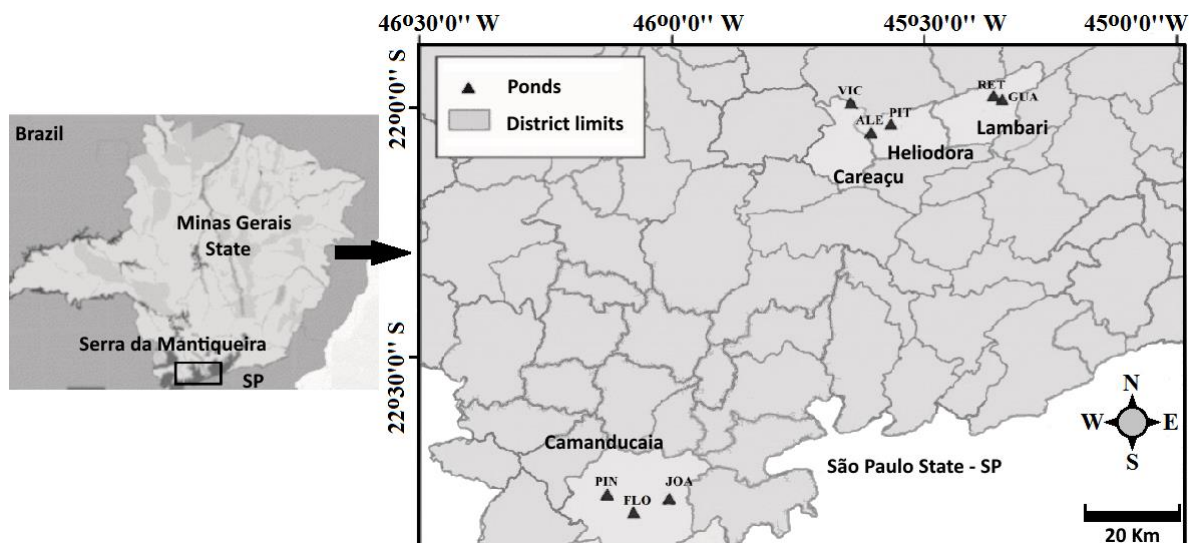 46º30'0'' W
46º0'0'' W
45º30'0'' W
45º0'0'' W
22º0'0'' S
22º30'0'' S
Brazil
Minas Gerais
State
Serra da Mantiqueira
SP
Ponds
District limits
VIC
ALE
PIT
RET
GUA
Lambari
Heliodora
Careaçu
Camanducaia
PIN
FLO
JOA
São Paulo State - SP
N
W
E
S
20 Km